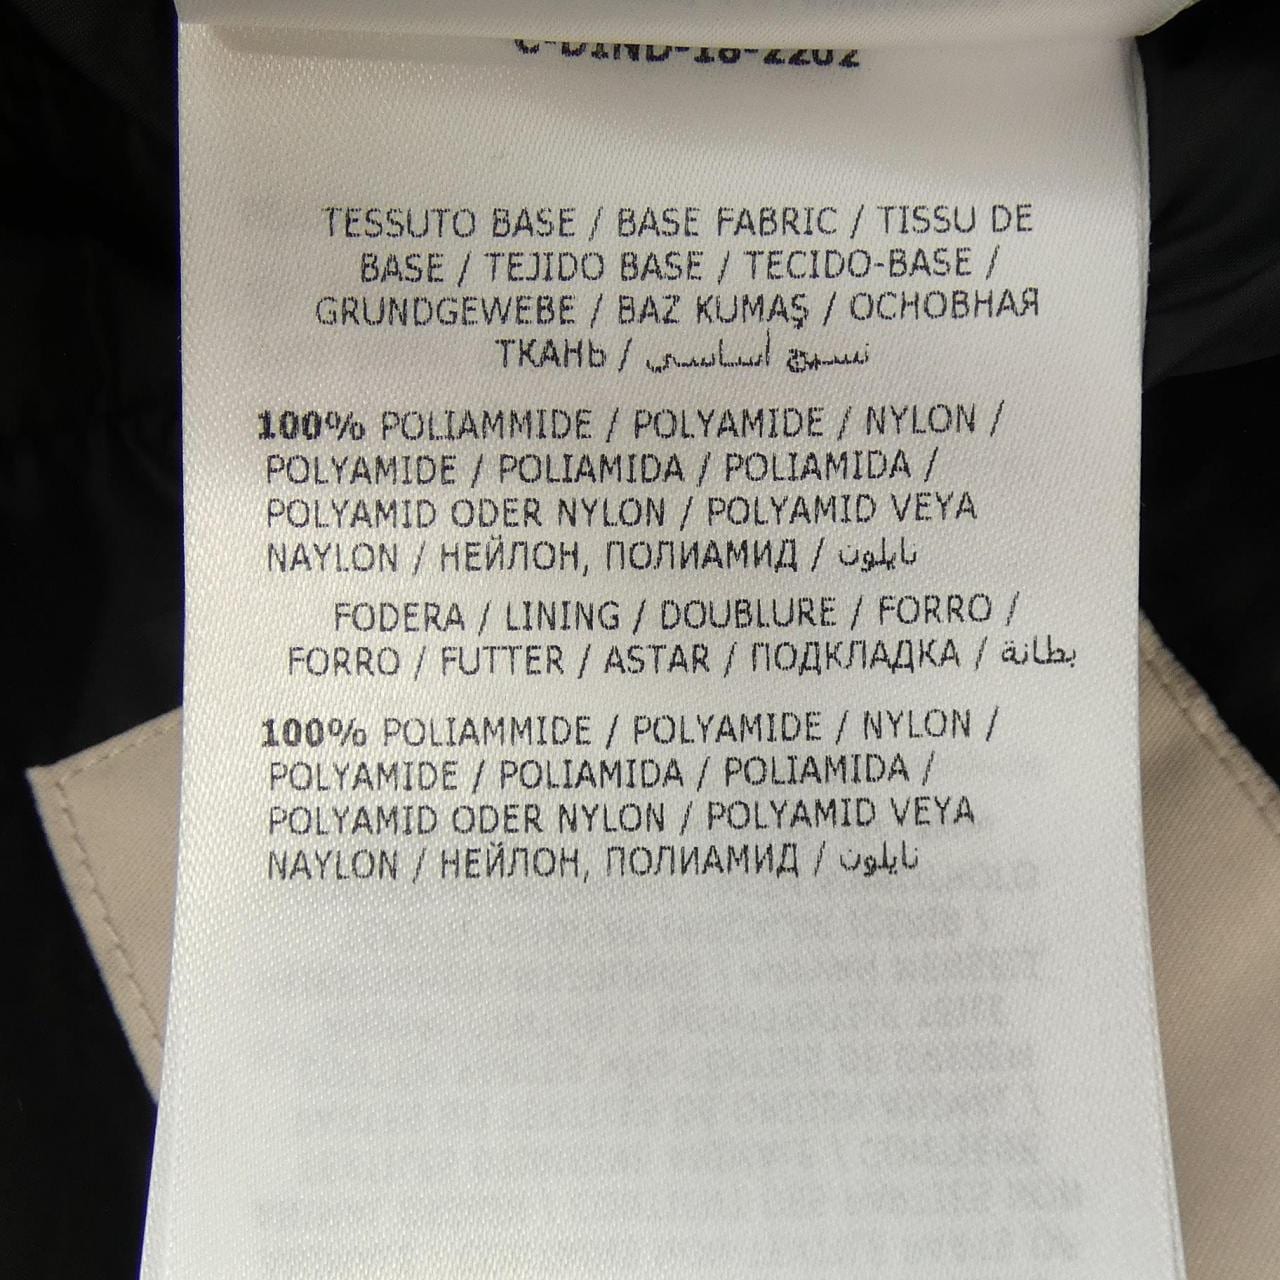 C-DIND-18-2202
TESSUTO BASE / BASE FABRIC / TISSU DE
BASE / TEJIDO BASE / TECIDO-BASE /
GRUNDGEWEBE / BAZ KUMAŞ / ОСНОВНАЯ
ТКАНЬ / نسيج أساسي
100% POLIAMMIDE / POLYAMIDE / NYLON /
POLYAMIDE / POLIAMIDA / POLIAMIDA /
POLYAMID ODER NYLON / POLYAMID VEYA
NAYLON / НЕЙЛОН, ПОЛИАМИД / نايلون
FODERA / LINING / DOUBLURE / FORRO /
FORRO / FUTTER / ASTAR / ПОДКЛАДКА / بطانة
100% POLIAMMIDE / POLYAMIDE / NYLON /
POLYAMIDE / POLIAMIDA / POLIAMIDA /
POLYAMID ODER NYLON / POLYAMID VEYA
NAYLON / НЕЙЛОН, ПОЛИАМИД / نايلون